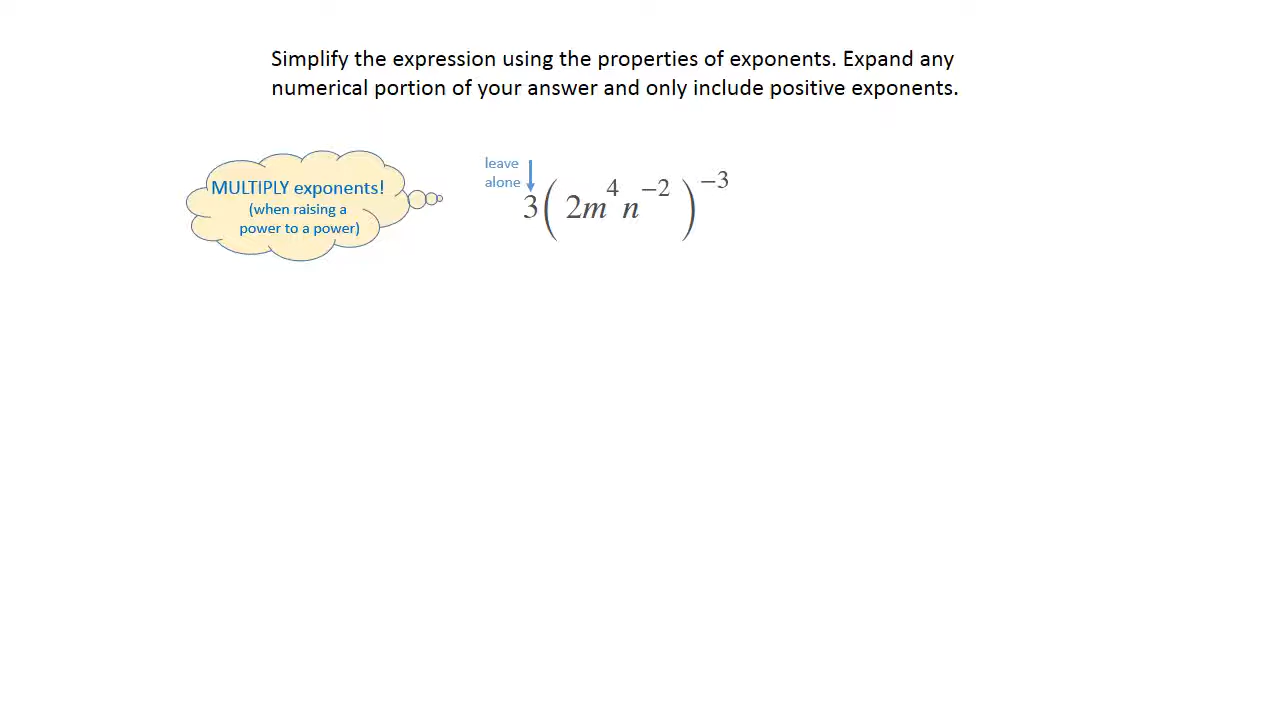 Simplify the expression using the properties of exponents. Expand any
numerical portion of your answer and only include positive exponents.
MULTIPLY exponents!
(when raising a
power to a power)
leave
alone
3(2m^4 n^−2)^−3